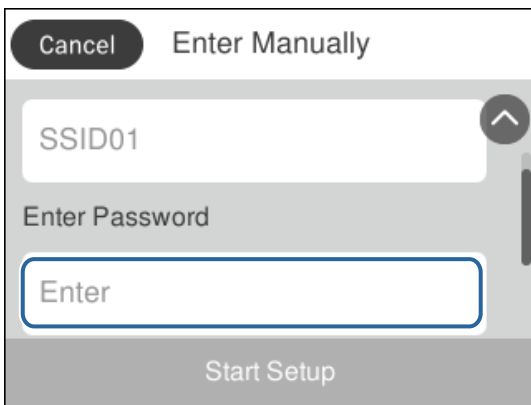 Cancel Enter Manually
SSID01
Enter Password
Enter
Start Setup